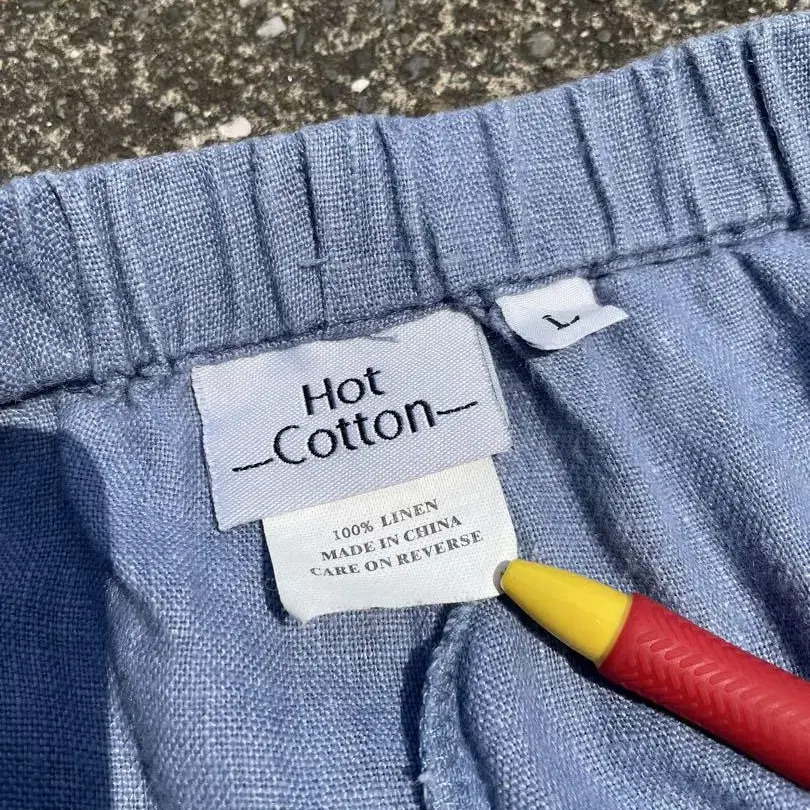 L
Hot
—Cotton—
100% LINEN
MADE IN CHINA
CARE ON REVERSE